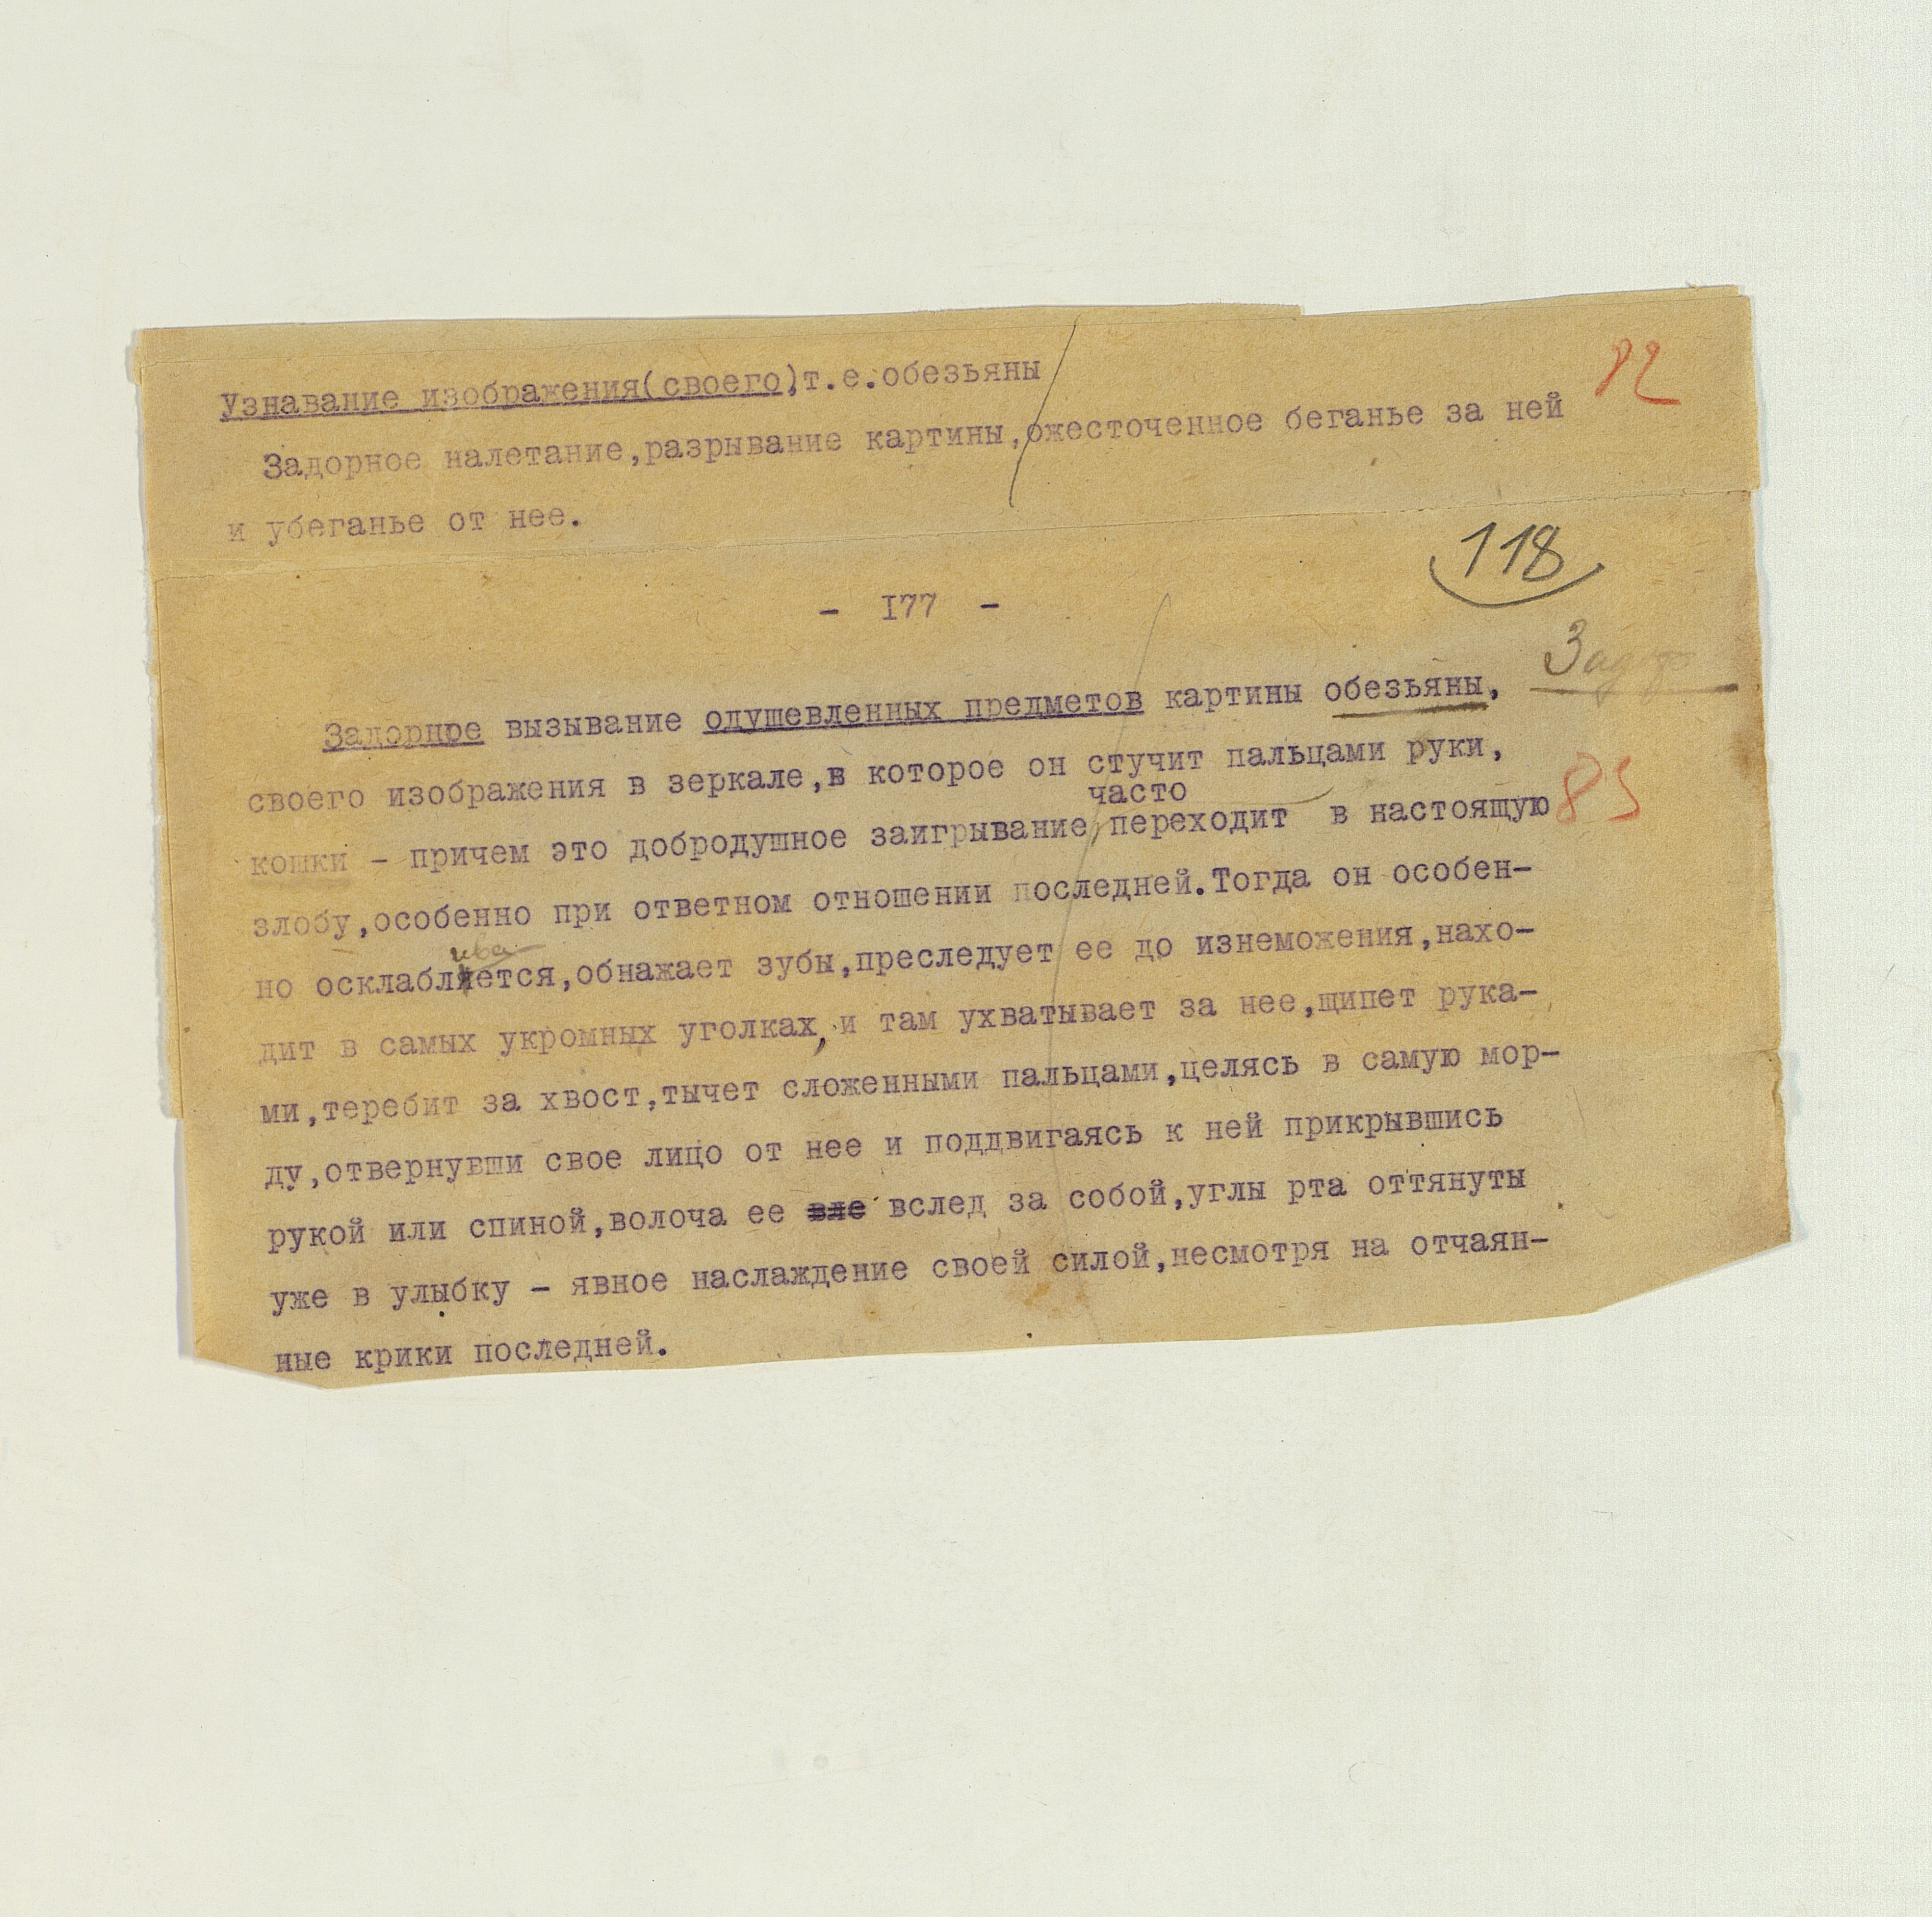 Узнавание изображения(своего),т.е.обезьяны
82
Задорное налетание,разрывание картины,ожесточенное беганье за ней
и убеганье от нее.
118
- I77 -
Задорное вызывание одушевленных предметов картины обезьяны,
своего изображения в зеркале,в которое он стучит пальцами руки,
часто
кошки - причем это добродушное заигрывание переходит в настоящую
83
злобу,особенно при ответном отношении последней.Тогда он особен-
ива
но осклабляется,обнажает зубы,преследует ее до изнеможения,нахо-
дит в самых укромных уголках, и там ухватывает за нее,щипет рука-
ми,теребит за хвост,тычет сложенными пальцами,целясь в самую мор-
ду,отвернувши свое лицо от нее и поддвигаясь к ней прикрывшись
рукой или спиной,волоча ее вле вслед за собой,углы рта оттянуты
уже в улыбку - явное наслаждение своей силой,несмотря на отчаян-
ные крики последней.